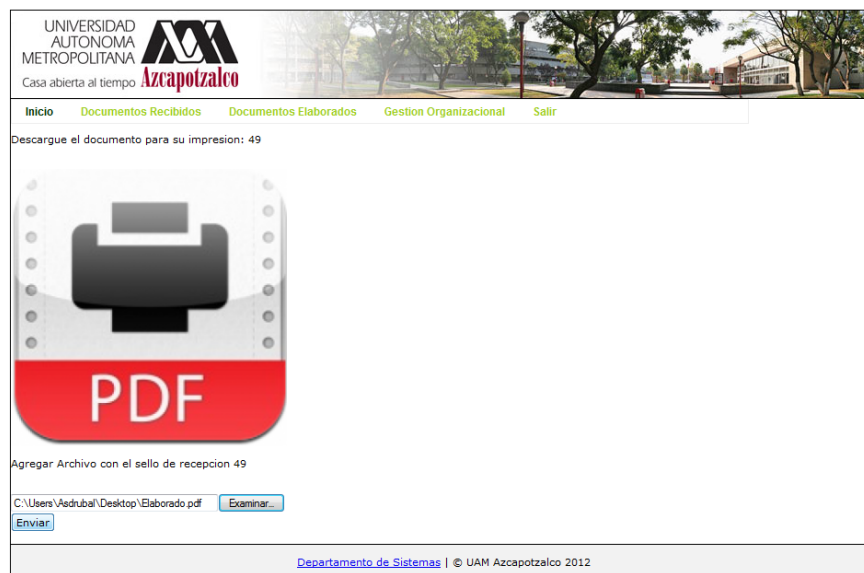 UNIVERSIDAD
AUTONOMA
METROPOLITANA
Casa abierta al tiempo Azcapotzalco
Inicio Documentos Recibidos Documentos Elaborados Gestion Organizacional Salir
Descargue el documento para su impresion: 49
PDF
Agregar Archivo con el sello de recepcion 49
C:\Users\Asdrubal\Desktop\Elaborado.pdf Examinar...
Enviar
Departamento de Sistemas | © UAM Azcapotzalco 2012